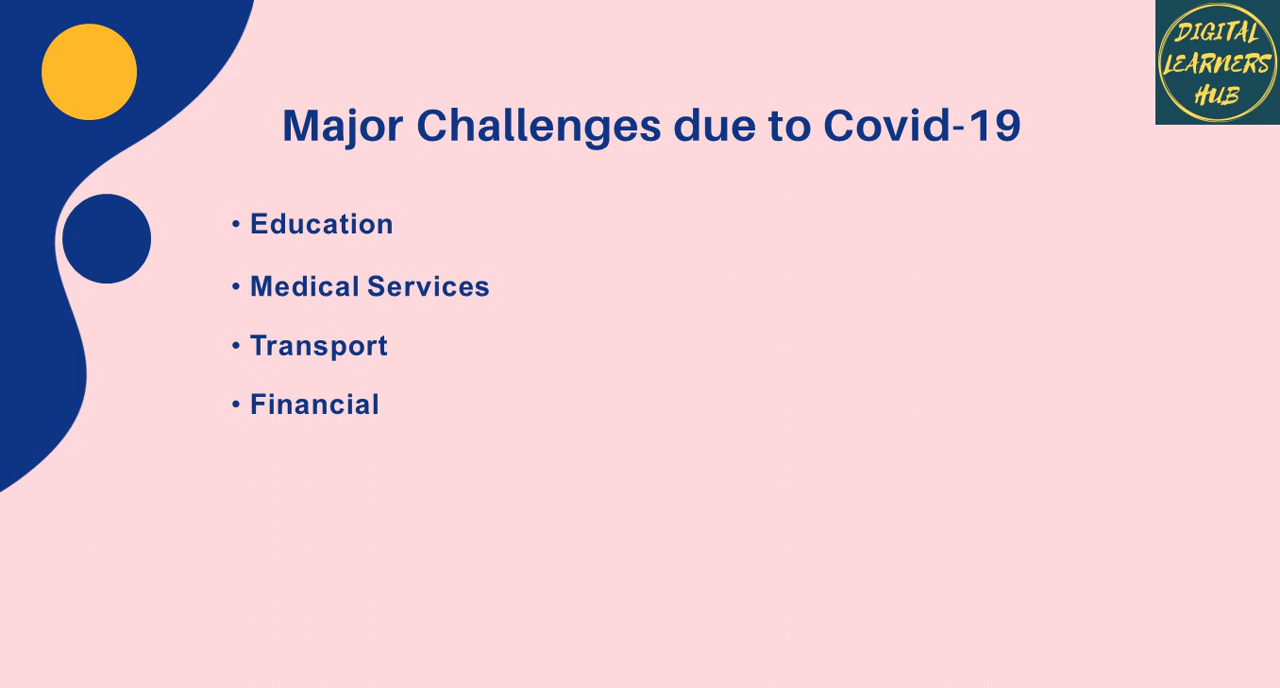 DIGITAL
LEARNERS
HUB
Major Challenges due to Covid-19
• Education
• Medical Services
• Transport
• Financial